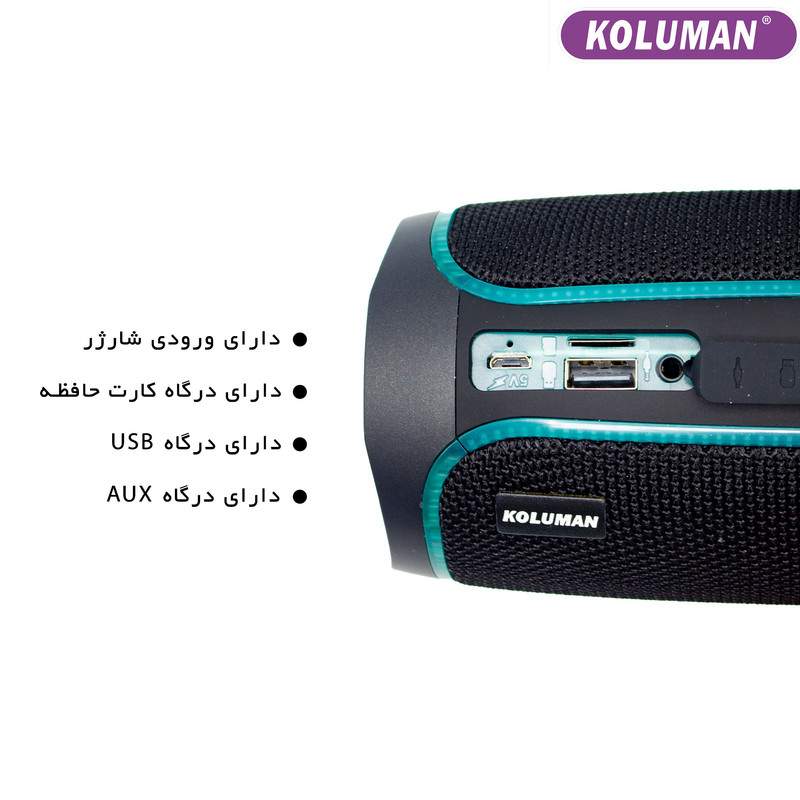 KOLUMAN®
● دارای ورودی شارژر
● دارای درگاه کارت حافظه
● دارای درگاه USB
● دارای درگاه AUX
5V
KOLUMAN